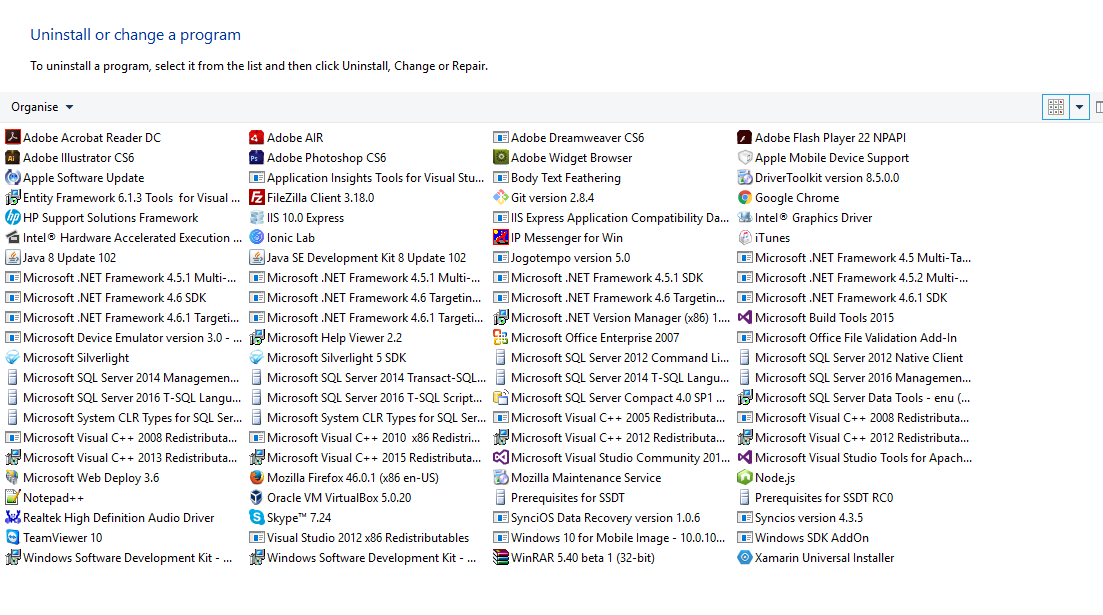 Uninstall or change a program
To uninstall a program, select it from the list and then click Uninstall, Change or Repair.
Organise
Adobe Acrobat Reader DC Adobe AIR Adobe Dreamweaver CS6 Adobe Flash Player 22 NPAPI
Adobe Illustrator CS6 Adobe Photoshop CS6 Adobe Widget Browser Apple Mobile Device Support
Apple Software Update Application Insights Tools for Visual Stu... Body Text Feathering DriverToolkit version 8.5.0.0
Entity Framework 6.1.3 Tools for Visual ... FileZilla Client 3.18.0 Git version 2.8.4 Google Chrome
HP Support Solutions Framework IIS 10.0 Express IIS Express Application Compatibility Da... Intel® Graphics Driver
Intel® Hardware Accelerated Execution ... Ionic Lab IP Messenger for Win iTunes
Java 8 Update 102 Java SE Development Kit 8 Update 102 Jogotempo version 5.0 Microsoft .NET Framework 4.5 Multi-Ta...
Microsoft .NET Framework 4.5.1 Multi-... Microsoft .NET Framework 4.5.1 Multi-... Microsoft .NET Framework 4.5.1 SDK Microsoft .NET Framework 4.5.2 Multi-...
Microsoft .NET Framework 4.6 SDK Microsoft .NET Framework 4.6 Targetin... Microsoft .NET Framework 4.6 Targetin... Microsoft .NET Framework 4.6.1 SDK
Microsoft .NET Framework 4.6.1 Targeti... Microsoft .NET Framework 4.6.1 Targeti... Microsoft .NET Version Manager (x86) 1.... Microsoft Build Tools 2015
Microsoft Device Emulator version 3.0 - ... Microsoft Help Viewer 2.2 Microsoft Office Enterprise 2007 Microsoft Office File Validation Add-In
Microsoft Silverlight Microsoft Silverlight 5 SDK Microsoft SQL Server 2012 Command Li... Microsoft SQL Server 2012 Native Client
Microsoft SQL Server 2014 Managemen... Microsoft SQL Server 2014 Transact-SQL... Microsoft SQL Server 2014 T-SQL Langu... Microsoft SQL Server 2016 Managemen...
Microsoft SQL Server 2016 T-SQL Langu... Microsoft SQL Server 2016 T-SQL Script... Microsoft SQL Server Compact 4.0 SP1 ... Microsoft SQL Server Data Tools - enu (...
Microsoft System CLR Types for SQL Ser... Microsoft System CLR Types for SQL Ser... Microsoft Visual C++ 2005 Redistributa... Microsoft Visual C++ 2008 Redistributa...
Microsoft Visual C++ 2008 Redistributa... Microsoft Visual C++ 2010 x86 Redistri... Microsoft Visual C++ 2012 Redistributa... Microsoft Visual C++ 2012 Redistributa...
Microsoft Visual C++ 2013 Redistributa... Microsoft Visual C++ 2015 Redistributa... Microsoft Visual Studio Community 201... Microsoft Visual Studio Tools for Apach...
Microsoft Web Deploy 3.6 Mozilla Firefox 46.0.1 (x86 en-US) Mozilla Maintenance Service Node.js
Notepad++ Oracle VM VirtualBox 5.0.20 Prerequisites for SSDT Prerequisites for SSDT RC0
Realtek High Definition Audio Driver Skype™ 7.24 SynciOS Data Recovery version 1.0.6 Syncios version 4.3.5
TeamViewer 10 Visual Studio 2012 x86 Redistributables Windows 10 for Mobile Image - 10.0.10... Windows SDK AddOn
Windows Software Development Kit - ... Windows Software Development Kit - ... WinRAR 5.40 beta 1 (32-bit) Xamarin Universal Installer